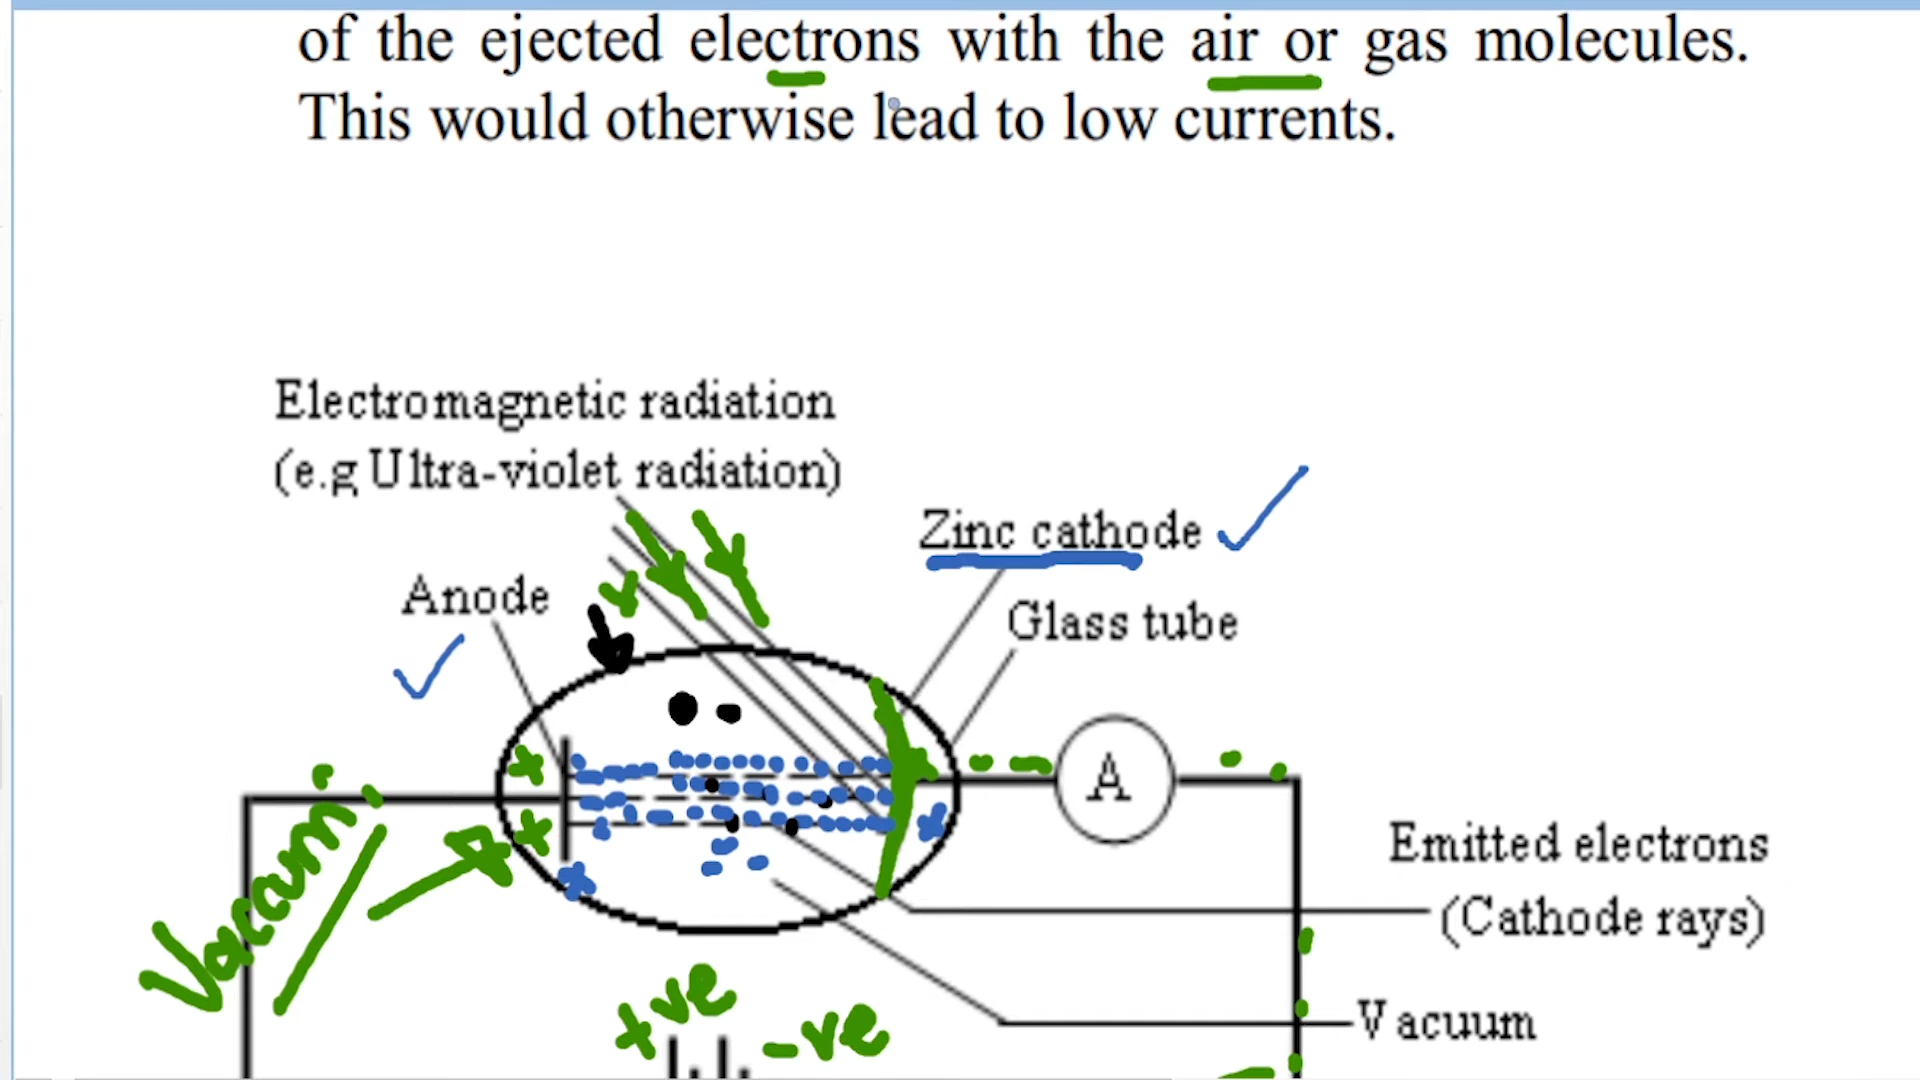 of the ejected electrons with the air or gas molecules.
This would otherwise lead to low currents.
Electromagnetic radiation
(e.g Ultra-violet radiation)
Zinc cathode
Anode
Glass tube
A
Emitted electrons
(Cathode rays)
Vacuum
Vacuum
+ve
-ve